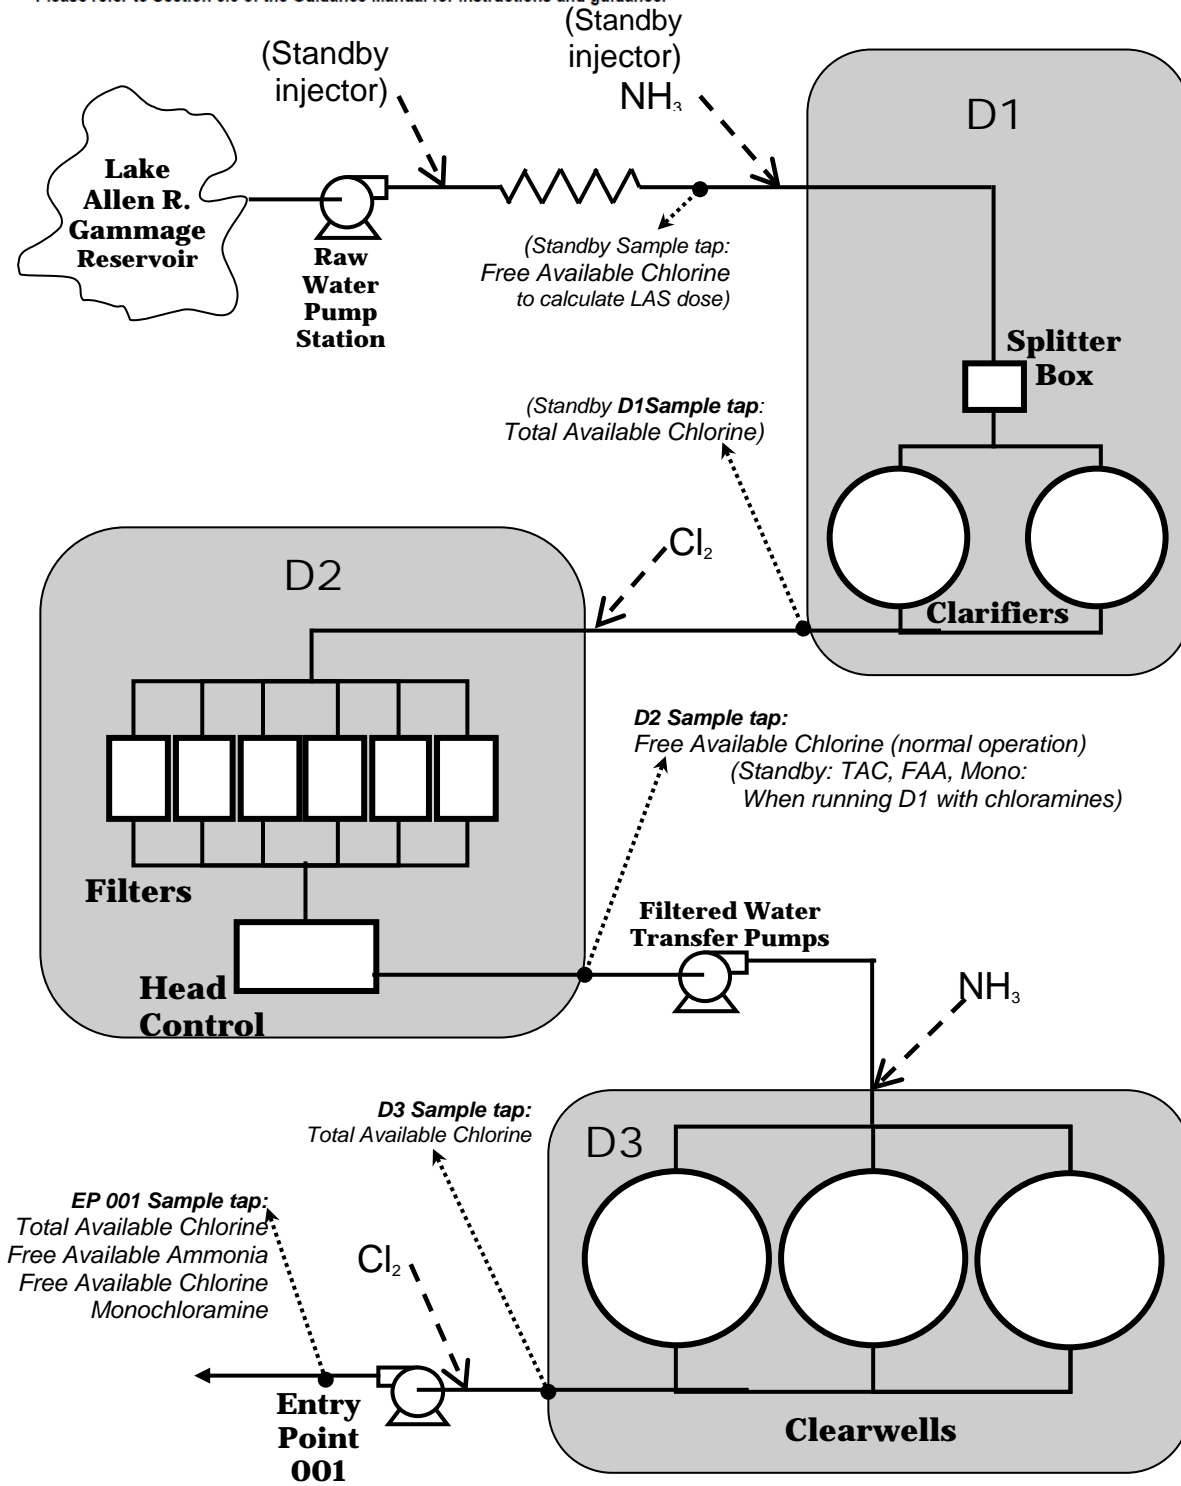 (Standby
injector)
(Standby
injector)
NH₃
D1
Lake
Allen R.
Gammage
Reservoir
Raw
Water
Pump
Station
(Standby Sample tap:
Free Available Chlorine
to calculate LAS dose)
Splitter
Box
(Standby D1Sample tap:
Total Available Chlorine)
Clarifiers
Cl₂
D2
D2 Sample tap:
Free Available Chlorine (normal operation)
(Standby: TAC, FAA, Mono:
When running D1 with chloramines)
Filters
Filtered Water
Transfer Pumps
Head
Control
NH₃
D3 Sample tap:
Total Available Chlorine
D3
EP 001 Sample tap:
Total Available Chlorine
Free Available Ammonia
Free Available Chlorine
Monochloramine
Cl₂
Entry
Point
001
Clearwells